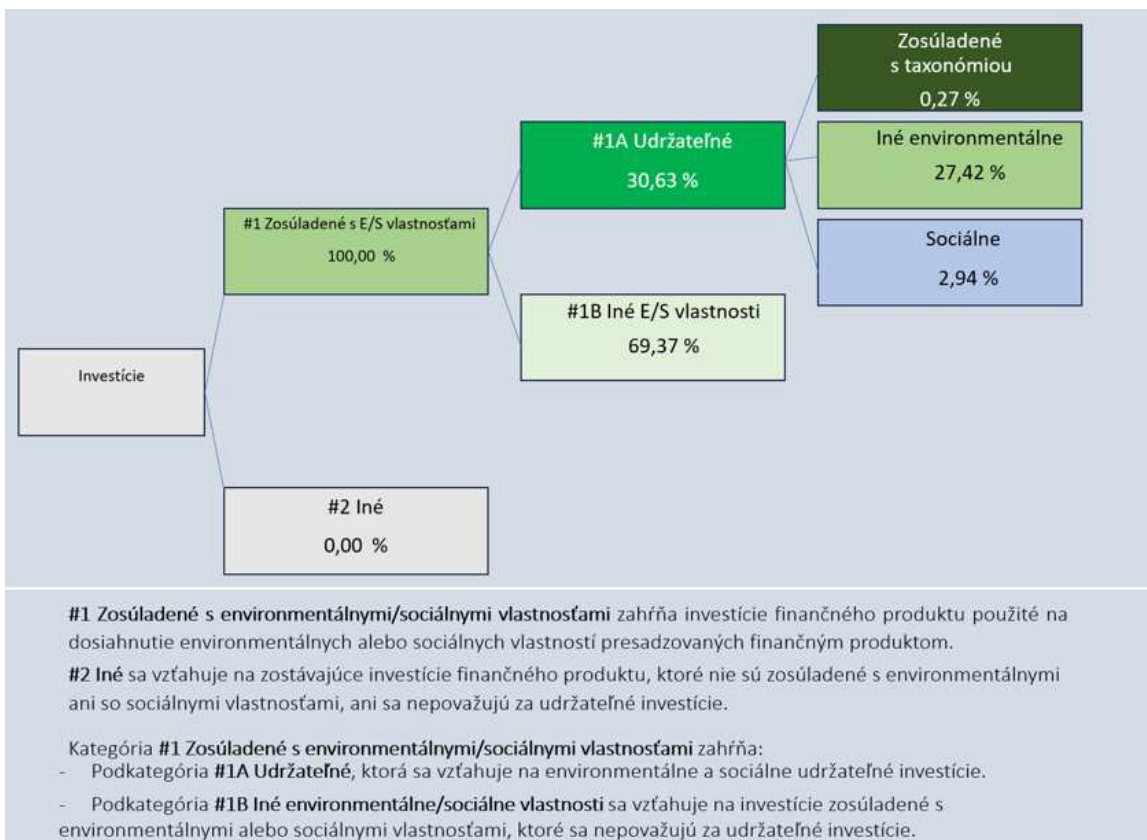 Zosúladené
s taxonómiou
0,27 %
#1A Udržateľné
30,63 %
Iné environmentálne
27,42 %
#1 Zosúladené s E/S vlastnosťami
100,00 %
Sociálne
2,94 %
#1B Iné E/S vlastnosti
69,37 %
Investície
#2 Iné
0,00 %
#1 Zosúladené s environmentálnymi/sociálnymi vlastnosťami zahŕňa investície finančného produktu použité na
dosiahnutie environmentálnych alebo sociálnych vlastností presadzovaných finančným produktom.
#2 Iné sa vzťahuje na zostávajúce investície finančného produktu, ktoré nie sú zosúladené s environmentálnymi
ani so sociálnymi vlastnosťami, ani sa nepovažujú za udržateľné investície.
Kategória #1 Zosúladené s environmentálnymi/sociálnymi vlastnosťami zahŕňa:
- Podkategória #1A Udržateľné, ktorá sa vzťahuje na environmentálne a sociálne udržateľné investície.
- Podkategória #1B Iné environmentálne/sociálne vlastnosti sa vzťahuje na investície zosúladené s
environmentálnymi alebo sociálnymi vlastnosťami, ktoré sa nepovažujú za udržateľné investície.